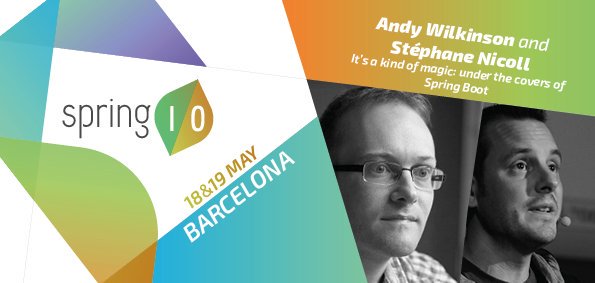 Andy Wilkinson and
Stéphane Nicoll
It's a kind of magic: under the covers of
Spring Boot
spring I O
18&19 MAY
BARCELONA